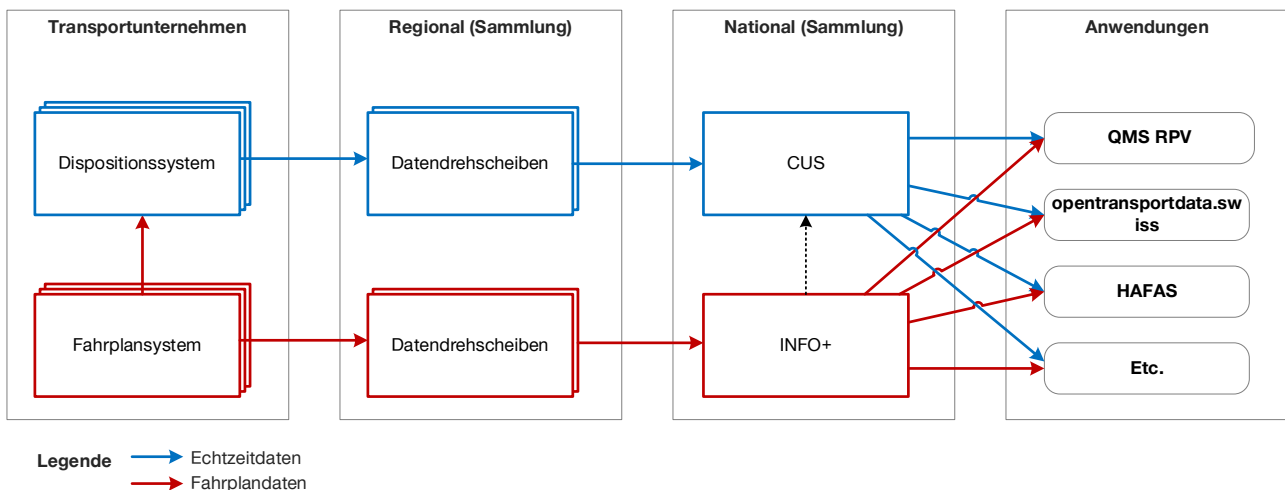 Transportunternehmen
Regional (Sammlung)
National (Sammlung)
Anwendungen
Dispositionssystem
Datendrehscheiben
CUS
QMS RPV
opentransportdata.sw
iss
HAFAS
Fahrplansystem
Datendrehscheiben
INFO+
Etc.
Legende
Echtzeitdaten
Fahrplandaten